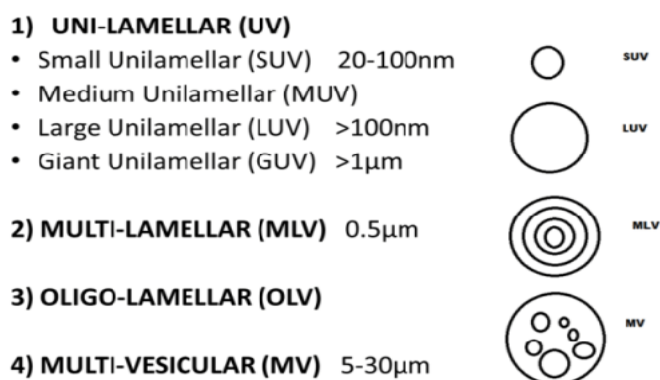 1) UNI-LAMELLAR (UV)
• Small Unilamellar (SUV) 20-100nm
SUV
• Medium Unilamellar (MUV)
• Large Unilamellar (LUV) >100nm
LUV
• Giant Unilamellar (GUV) >1μm
2) MULTI-LAMELLAR (MLV) 0.5μm
MLV
3) OLIGO-LAMELLAR (OLV)
MV
4) MULTI-VESICULAR (MV) 5-30μm